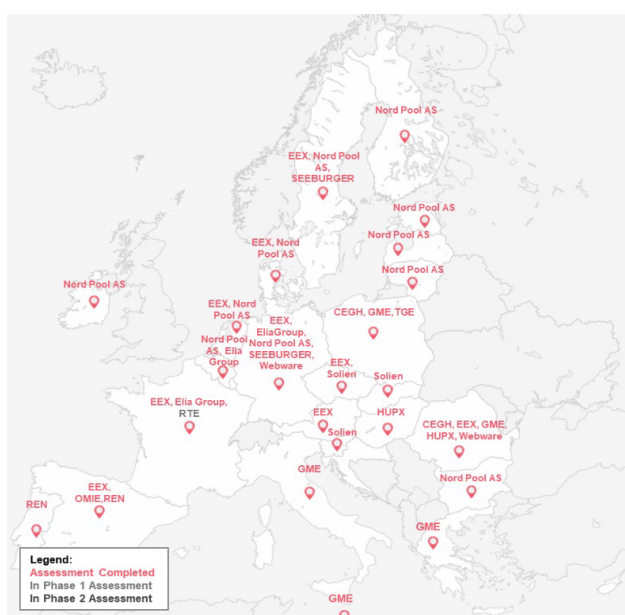 Nord Pool AS
EEX, Nord Pool
AS,
SEEBURGER
Nord Pool AS
Nord Pool AS
EEX, Nord
Pool AS
Nord Pool AS
Nord Pool AS
EEX, Nord
Pool AS
CEGH, GME, TGE
EEX,
EliaGroup,
Nord Pool AS,
SEEBURGER,
Webware
Nord Pool
AS, Elia
Group
EEX,
Solien
Solien
EEX, Elia Group,
RTE
EEX
HUPX
Solien
CEGH, EEX, GME,
HUPX, Webware
GME
Nord Pool AS
EEX,
OMIE,REN
REN
GME
GME
Legend:
Assessment Completed
In Phase 1 Assessment
In Phase 2 Assessment